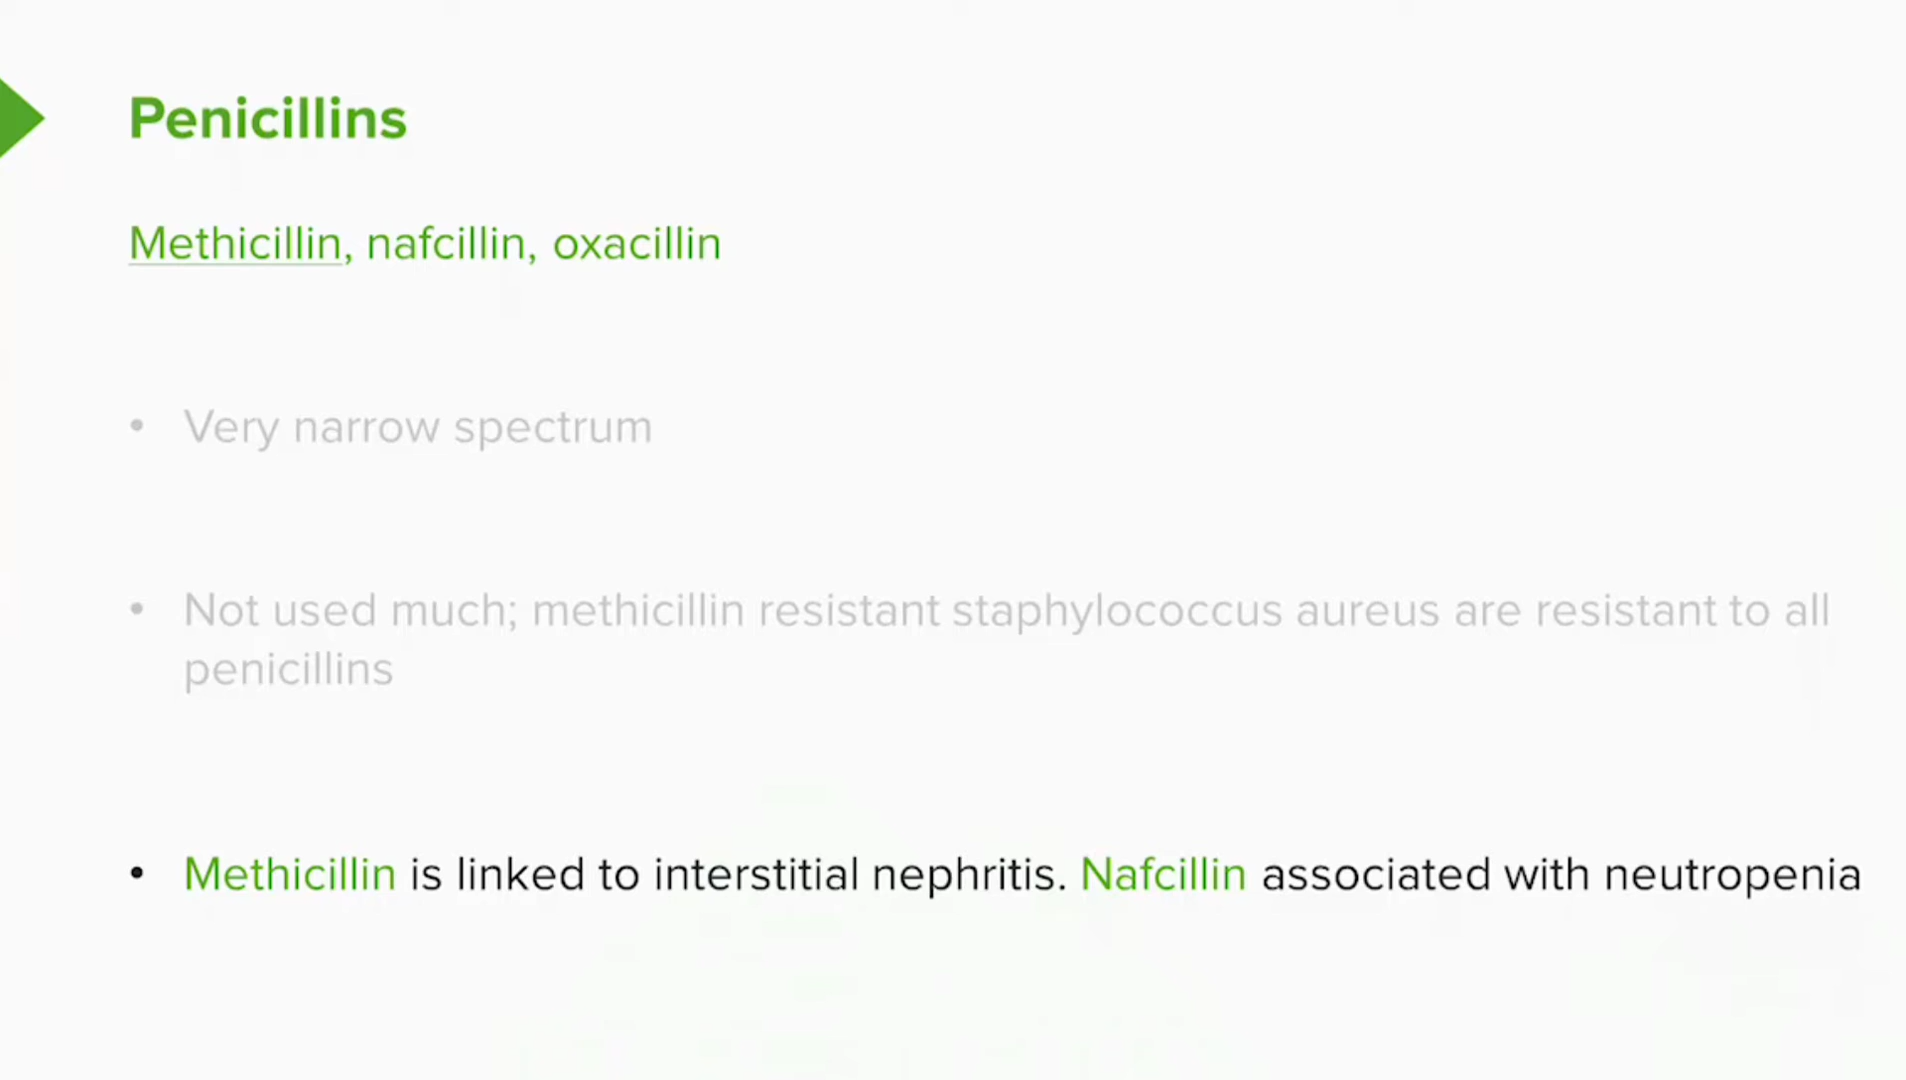 Penicillins
Methicillin, nafcillin, oxacillin
• Very narrow spectrum
• Not used much; methicillin resistant staphylococcus aureus are resistant to all
penicillins
• Methicillin is linked to interstitial nephritis. Nafcillin associated with neutropenia